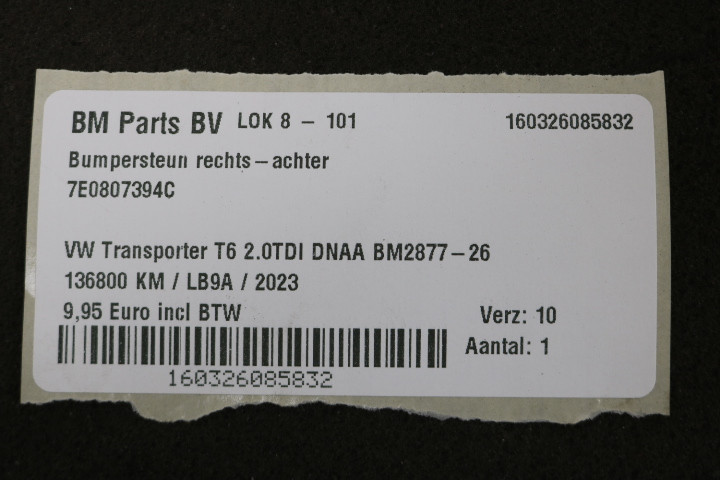 BM Parts BV LOK 8 - 101 160326085832
Bumpersteun rechts-achter
7E0807394C
VW Transporter T6 2.0TDI DNAA BM2877-26
136800 KM / LB9A / 2023
9,95 Euro incl BTW Verz: 10
Aantal: 1
160326085832